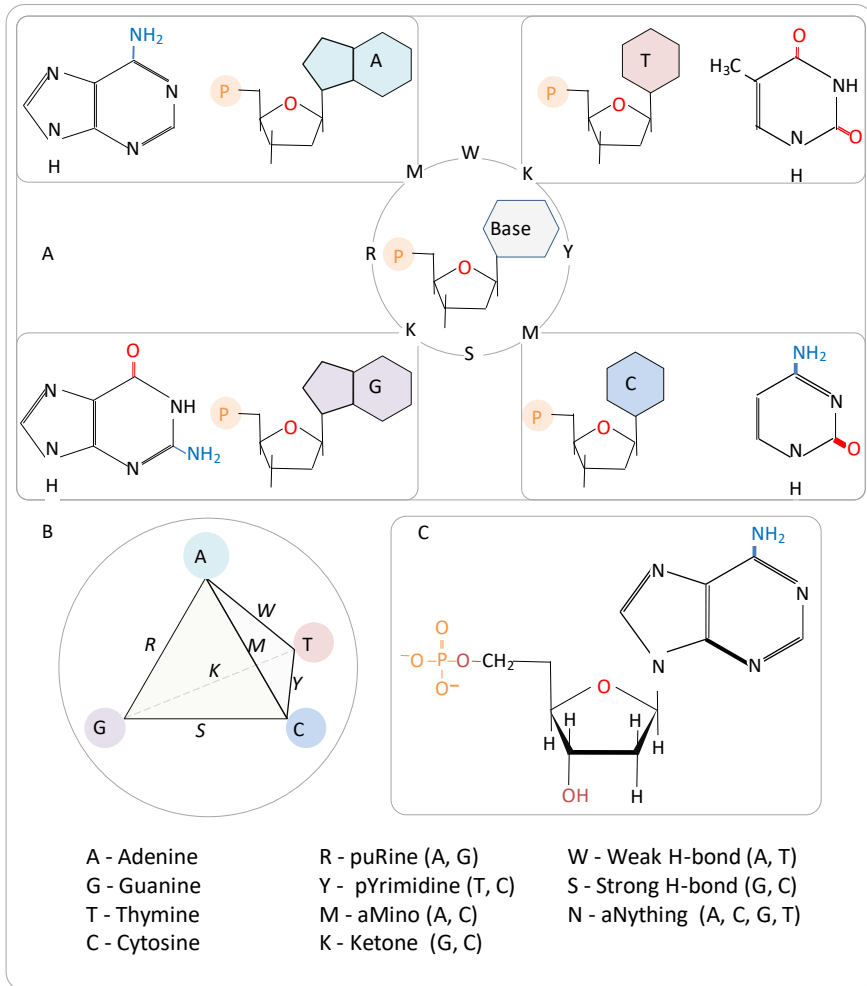 NH2
N
N
N
N
H
P
O
A
P
O
T
O
H3C
NH
N
O
H
M
W
K
A
R
P
O
Base
Y
K
S
M
O
N
NH
N
N
NH2
H
P
O
G
P
O
C
NH2
N
N
O
H
B
A
W
R
M
T
K
Y
G
S
C
C
NH2
N
N
N
N
O
–O
P
O
CH2
O–
O
H
H
H
H
H
OH
A - Adenine
G - Guanine
T - Thymine
C - Cytosine
R - puRine (A, G)
Y - pYrimidine (T, C)
M - aMino (A, C)
K - Ketone (G, C)
W - Weak H-bond (A, T)
S - Strong H-bond (G, C)
N - aNything (A, C, G, T)